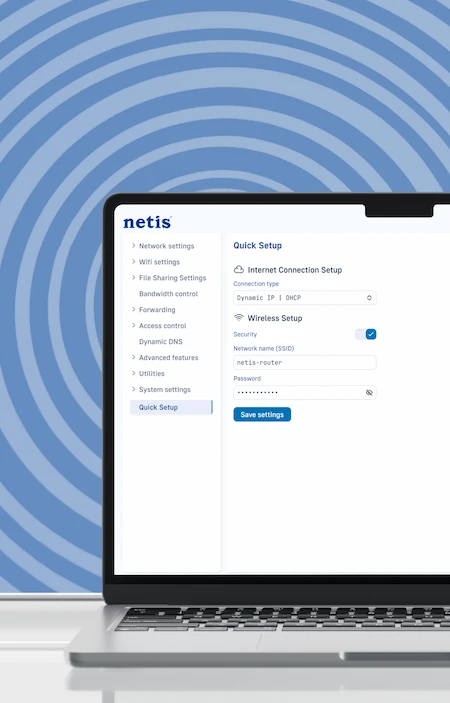 netis
Network settings
Wifi settings
File Sharing Settings
Bandwidth control
Forwarding
Access control
Dynamic DNS
Advanced features
Utilities
System settings
Quick Setup
Quick Setup
Internet Connection Setup
Connection type
Dynamic IP | DHCP
Wireless Setup
Security
Network name (SSID)
netis-router
Password
•••••••••••
Save settings